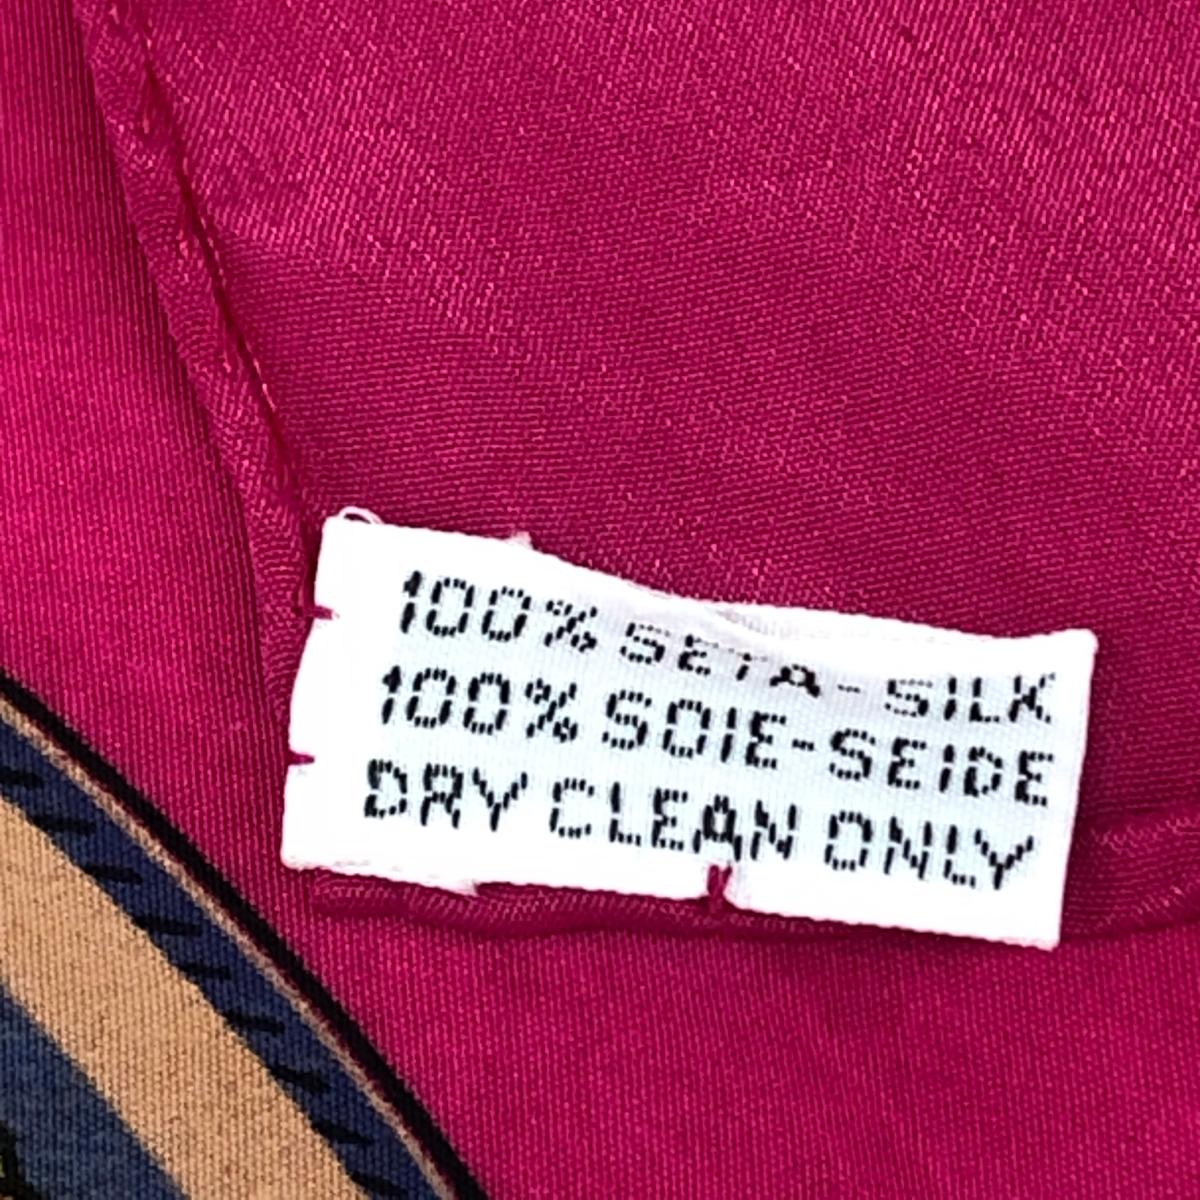 100% SETA - SILK
100% SOIE-SEIDE
DRY CLEAN ONLY